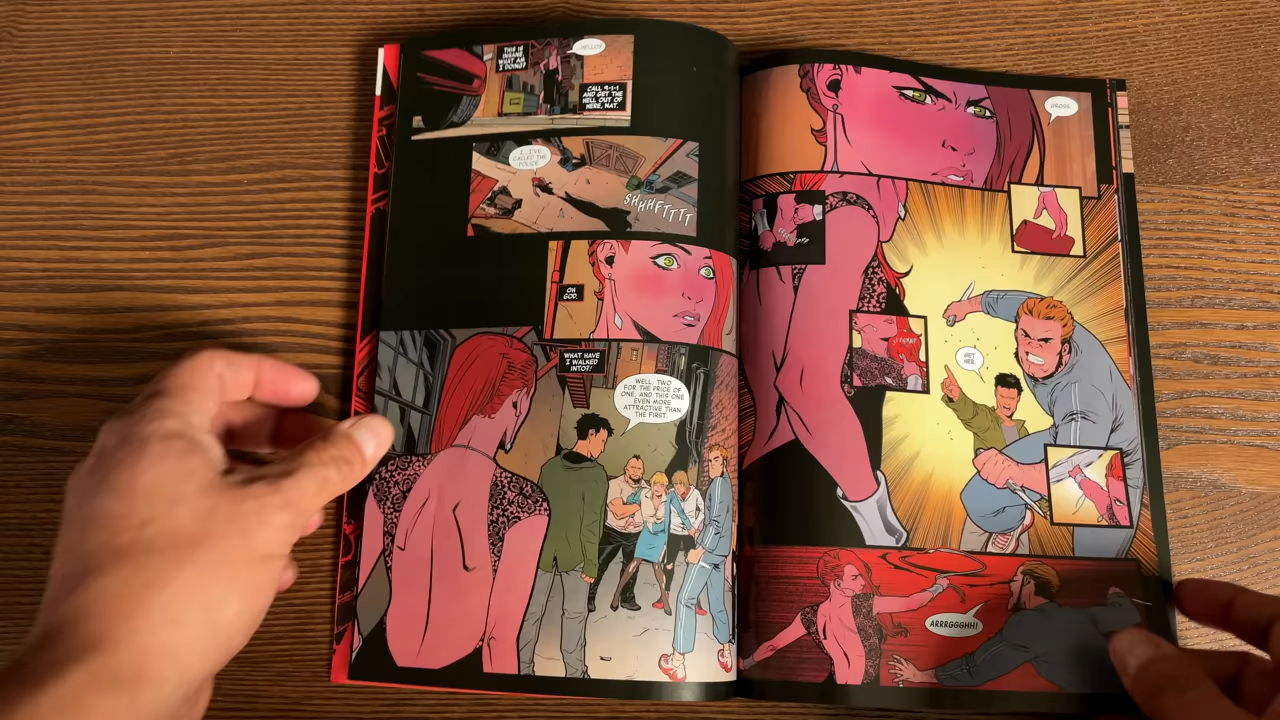 THIS IS
INSANE.
WHAT AM
I DOING?
...HELLO?
CALL 9-1-1
AND GET THE
HELL OUT OF
HERE, MAT.
I...I'VE
CALLED THE
POLICE...
SHHHFTTTT
OH
GOD.
WHAT HAVE
I WALKED
INTO?!
WELL, TWO
FOR THE PRICE OF
ONE, AND THIS ONE
EVEN MORE
ATTRACTIVE THAN
THE FIRST.
GROSS.
GET
HER.
ARRRGGGHH!